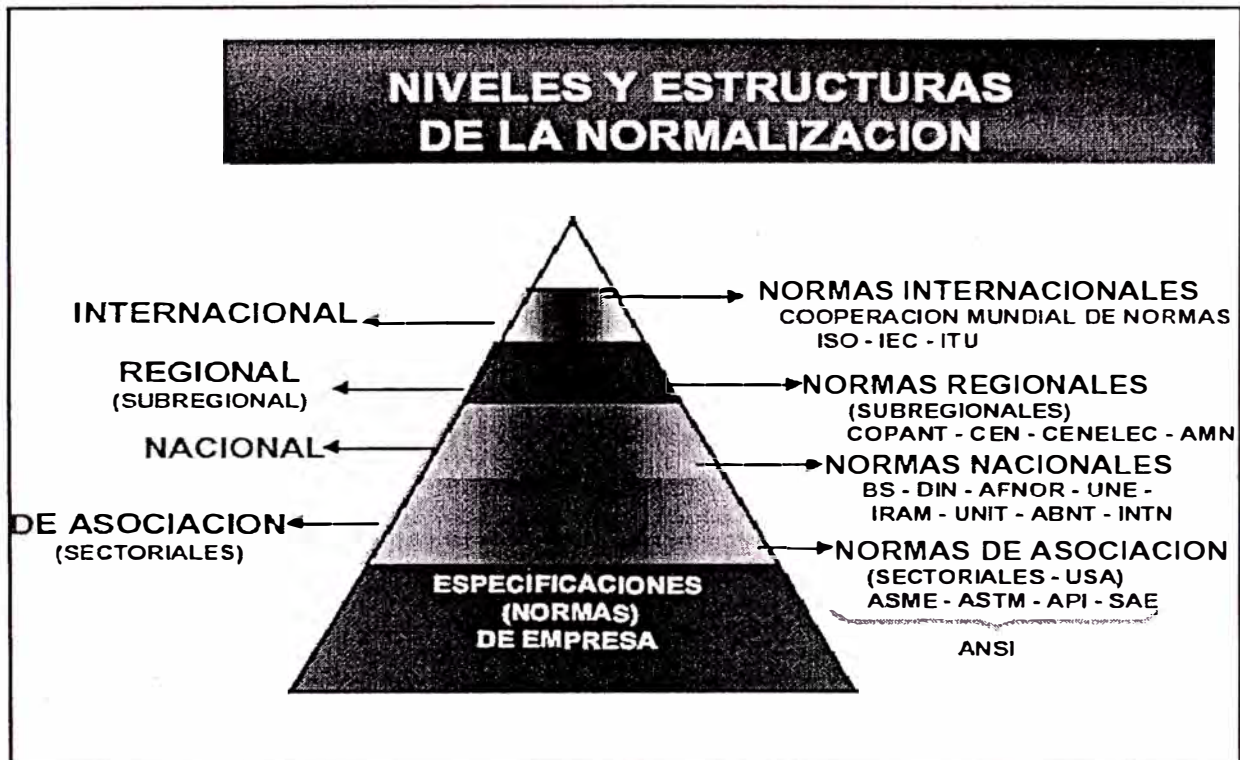 NIVELES Y ESTRUCTURAS
DE LA NORMALIZACION
INTERNACIONAL
REGIONAL
(SUBREGIONAL)
NACIONAL
DE ASOCIACION
(SECTORIALES)
ESPECIFICACIONES
(NORMAS)
DE EMPRESA
NORMAS INTERNACIONALES
COOPERACION MUNDIAL DE NORMAS
ISO - IEC - ITU
NORMAS REGIONALES
(SUBREGIONALES)
COPANT - CEN - CENELEC - AMN
NORMAS NACIONALES
BS - DIN - AFNOR - UNE -
IRAM - UNIT - ABNT - INTN
NORMAS DE ASOCIACION
(SECTORIALES - USA)
ASME - ASTM - API - SAE
ANSI